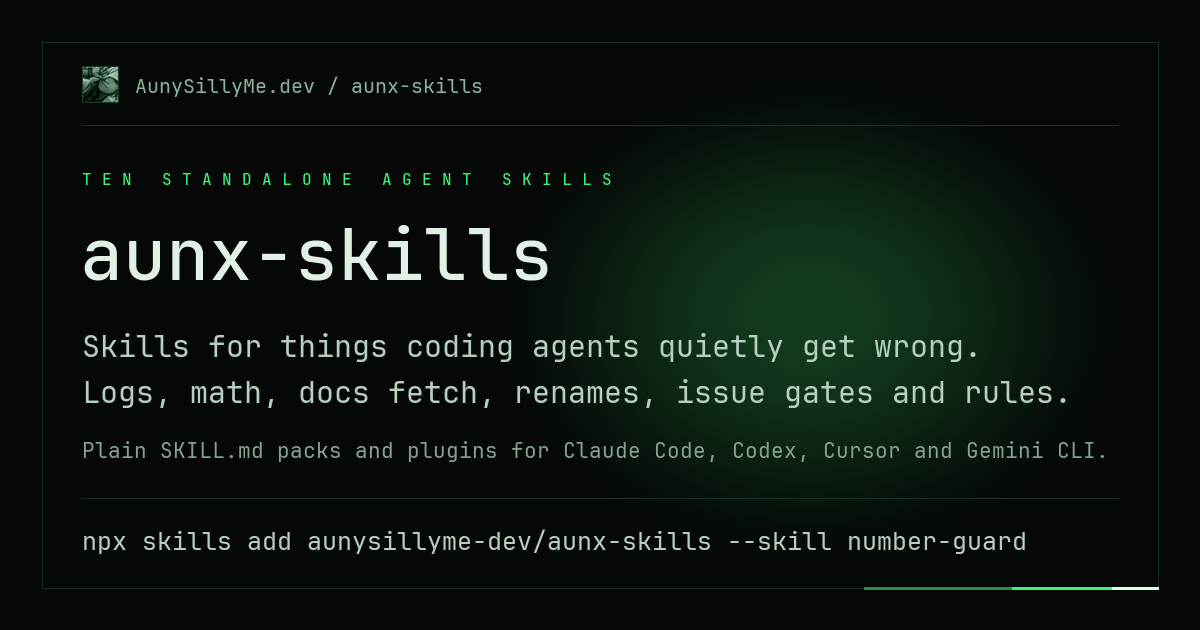 AunySillyMe.dev / aunx-skills
TEN STANDALONE AGENT SKILLS
aunx-skills
Skills for things coding agents quietly get wrong.
Logs, math, docs fetch, renames, issue gates and rules.
Plain SKILL.md packs and plugins for Claude Code, Codex, Cursor and Gemini CLI.
npx skills add aunysillyme-dev/aunx-skills --skill number-guard